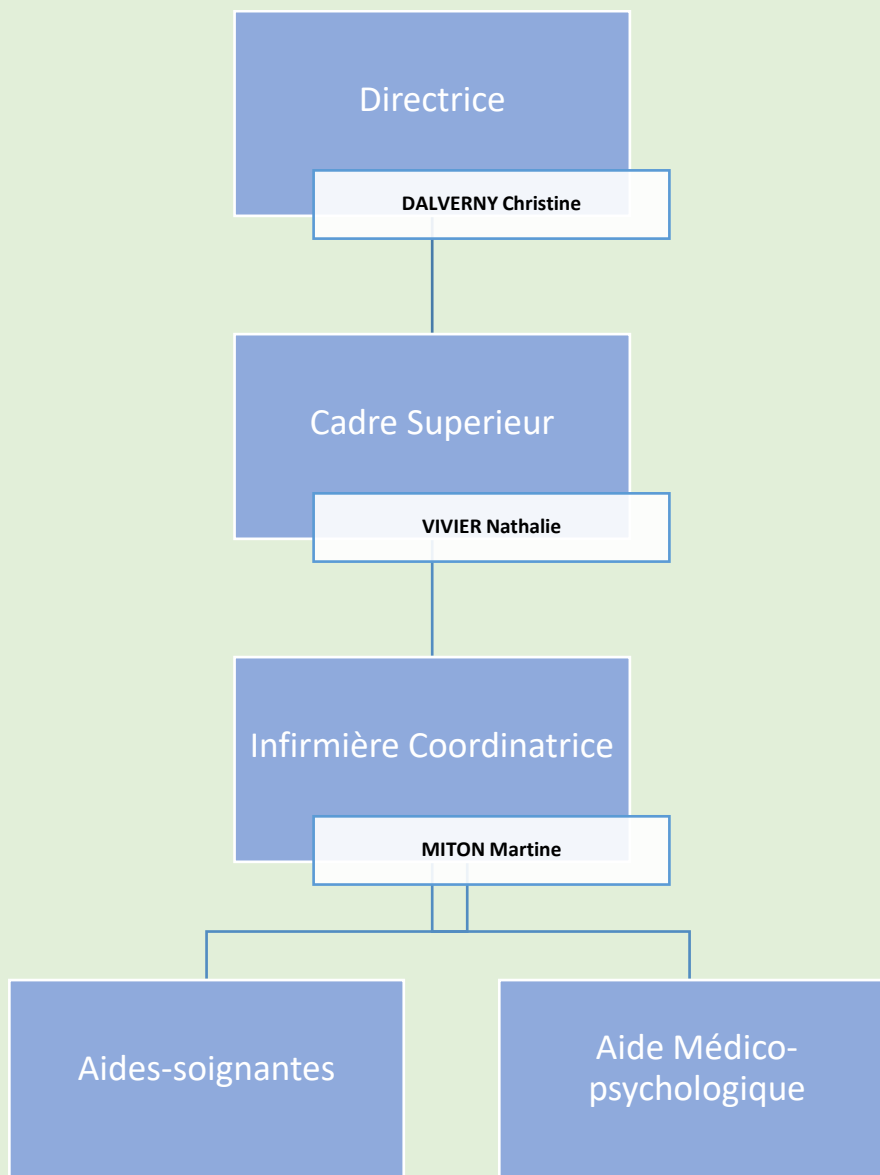 Directrice
DALVERNY Christine
Cadre Superieur
VIVIER Nathalie
Infirmière Coordinatrice
MITON Martine
Aides-soignantes
Aide Médico-
psychologique